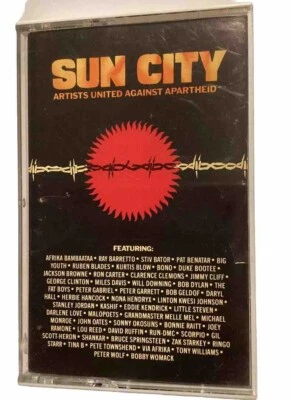 SUN CITY
ARTISTS UNITED AGAINST APARTHEID
FEATURING:
AFRIKA BAMBAATAA • RAY BARRETTO • STIV BATOR • PAT BENATAR • BIG
YOUTH • RUBEN BLADES • KURTIS BLOW • BONO • DUKE BOOTEE •
JACKSON BROWNE • RON CARTER • CLARENCE CLEMONS • JIMMY CLIFF •
GEORGE CLINTON • MILES DAVIS • WILL DOWNING • BOB DYLAN • THE
FAT BOYS • PETER GABRIEL • PETER GARRETT • BOB GELDOF • DARYL
HALL • HERBIE HANCOCK • NONA HENDRYX • LINTON KWESI JOHNSON •
STANLEY JORDAN • KASHIF • EDDIE KENDRICK • LITTLE STEVEN •
DARLENE LOVE • MALOPOETS • GRANDMASTER MELLE MEL • MICHAEL
MONROE • JOHN OATES • SONNY OKOSUNS • BONNIE RAITT • JOEY
RAMONE • LOU REED • DAVID RUFFIN • RUN-DMC • SCORPIO • GIL
SCOTT-HERON • SHANKAR • BRUCE SPRINGSTEEN • ZAK STARKEY • RINGO
STARR • TINA B • PETE TOWNSHEND • VIA AFRIKA • TONY WILLIAMS •
PETER WOLF • BOBBY WOMACK